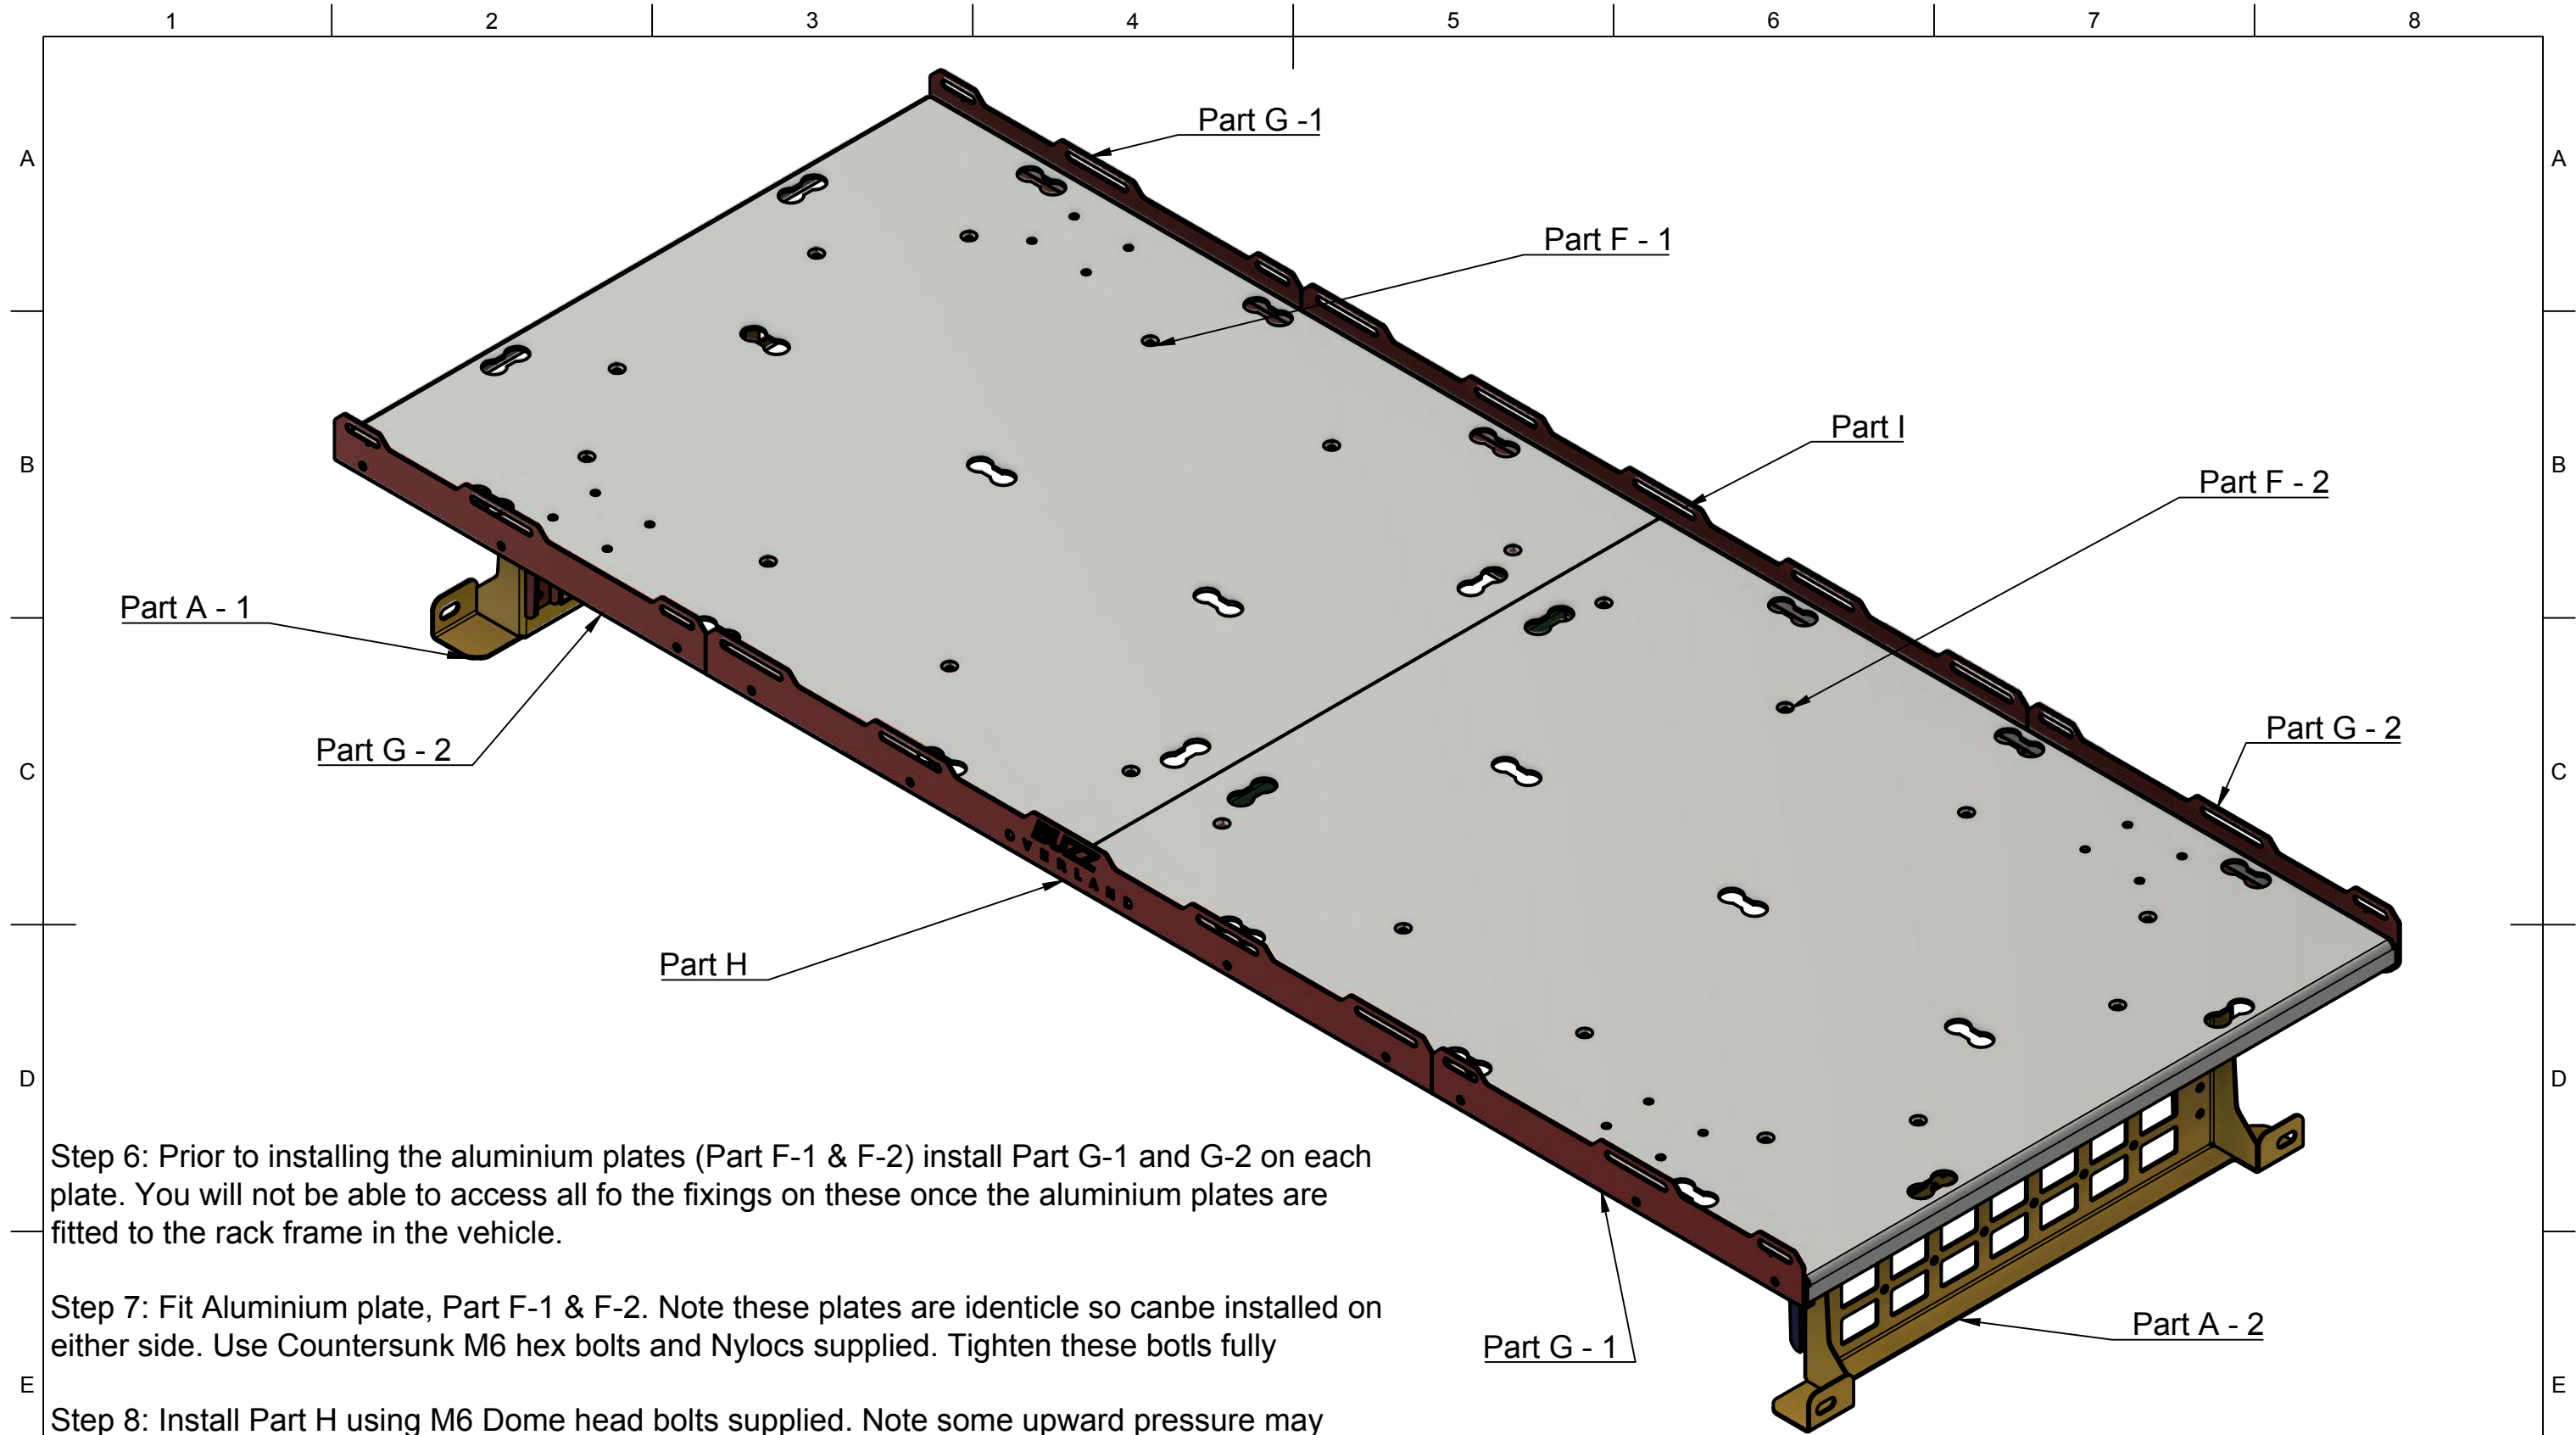 1 2 3 4 5 6 7 8
A A
Part G -1
Part F - 1
Part I
B B
Part F - 2
Part A - 1
Part G - 2
Part G - 2
C C
BUZZ
OVERLAND
Part H
D D
Step 6: Prior to installing the aluminium plates (Part F-1 & F-2) install Part G-1 and G-2 on each
plate. You will not be able to access all fo the fixings on these once the aluminium plates are
fitted to the rack frame in the vehicle.
Step 7: Fit Aluminium plate, Part F-1 & F-2. Note these plates are identicle so canbe installed on
either side. Use Countersunk M6 hex bolts and Nylocs supplied. Tighten these botls fully
Part G - 1
Part A - 2
E E
Step 8: Install Part H using M6 Dome head bolts supplied. Note some upward pressure may